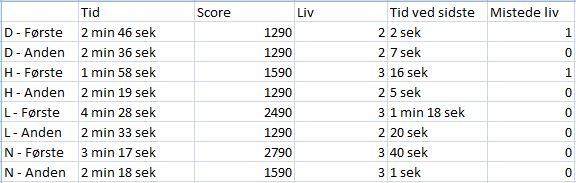 Tid Score Liv Tid ved sidste Mistede liv
D - Første 2 min 46 sek 1290 2 2 sek 1
D - Anden 2 min 36 sek 1290 2 7 sek 0
H - Første 1 min 58 sek 1590 3 16 sek 1
H - Anden 2 min 19 sek 1290 2 5 sek 0
L - Første 4 min 28 sek 2490 3 1 min 18 sek 0
L - Anden 2 min 33 sek 1290 2 20 sek 0
N - Første 3 min 17 sek 2790 3 40 sek 0
N - Anden 2 min 18 sek 1590 3 1 sek 0